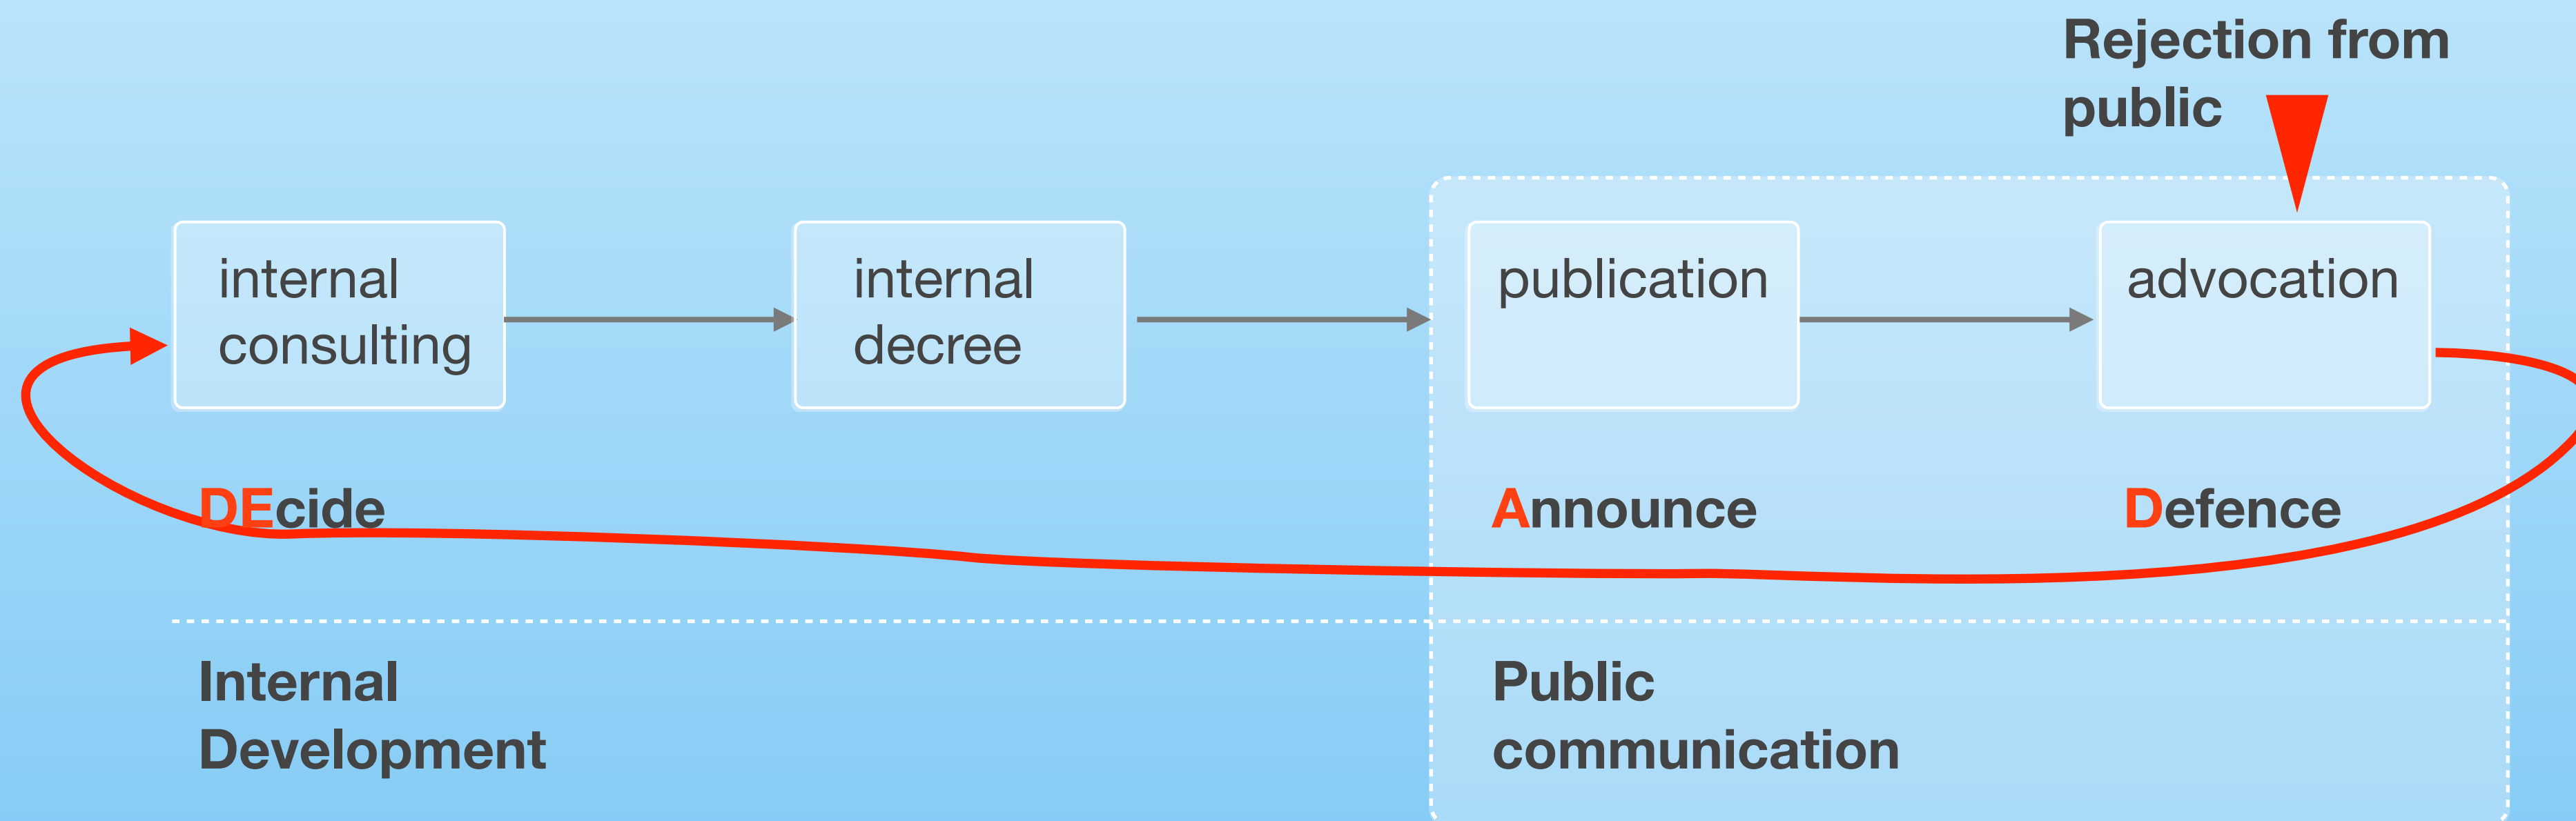 Rejection from
public
internal
consulting
internal
decree
publication
advocation
DEcide
Announce
Defence
Internal
Development
Public
communication